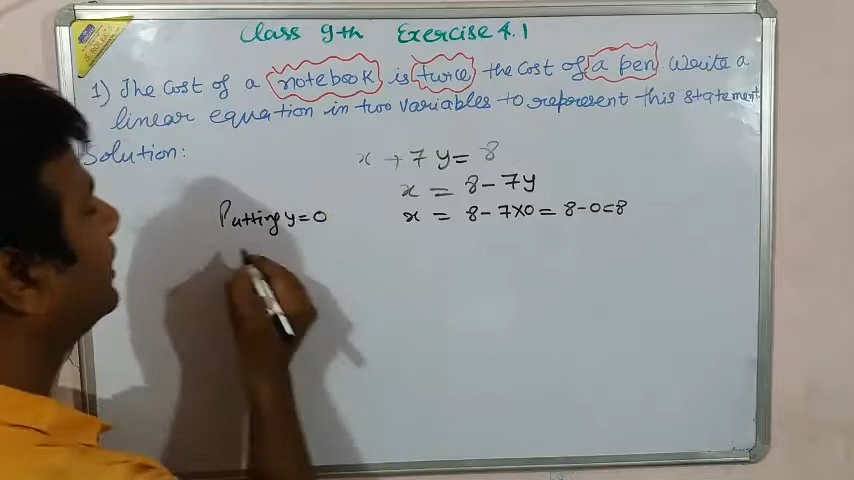 Class 9th Exercise 4.1
1) The Cost of a notebook is twice the cost of a pen Write a
linear equation in two variables to represent this statement
Solution:
x + 7y = 8
x = 8 - 7y
Putting y = 0 x = 8 - 7x0 = 8 - 0 = 8